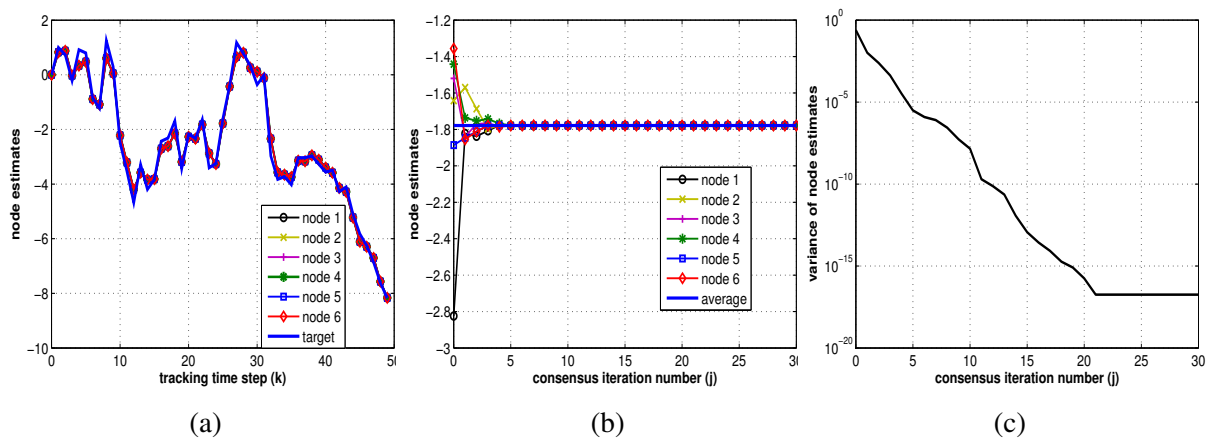 2
0
−2
−4
−6
−8
−10
0
10
20
30
40
50
node estimates
tracking time step (k)
node 1
node 2
node 3
node 4
node 5
node 6
target
(a)
−1.2
−1.4
−1.6
−1.8
−2
−2.2
−2.4
−2.6
−2.8
−3
0
5
10
15
20
25
30
node estimates
consensus iteration number (j)
node 1
node 2
node 3
node 4
node 5
node 6
average
(b)
10^0
10^−5
10^−10
10^−15
10^−20
0
5
10
15
20
25
30
variance of node estimates
consensus iteration number (j)
(c)